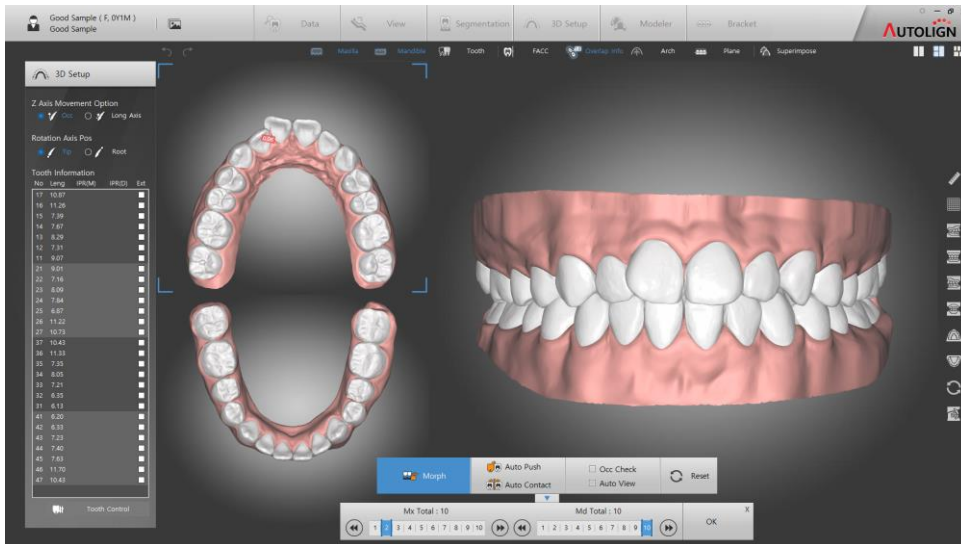 Good Sample ( F, 0Y1M )
Good Sample
Data View Segmentation 3D Setup Modeler Bracket
AUTOLIGN
Maxilla Mandible Tooth FACC Overlap Info Arch Plane Superimpose
3D Setup
Z Axis Movement Option
Occ Long Axis
Rotation Axis Pos
Tip Root
Tooth Information
No Leng IPR(M) IPR(D) Ext
17 10.87
16 11.26
15 7.39
14 7.67
13 8.29
12 7.31
11 9.07
21 9.01
22 7.16
23 8.09
24 7.84
25 6.87
26 11.22
27 10.73
37 10.43
36 11.33
35 7.35
34 8.05
33 7.21
32 6.35
31 6.13
41 6.20
42 6.33
43 7.23
44 7.40
45 7.63
46 11.70
47 10.43
Tooth Control
Morph
Auto Push
Auto Contact
Occ Check
Auto View
Reset
Mx Total : 10 Md Total : 10 X
1 2 3 4 5 6 7 8 9 10 1 2 3 4 5 6 7 8 9 10 OK